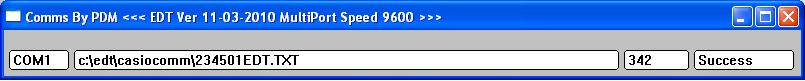 Comms By PDM <<< EDT Ver 11-03-2010 MultiPort Speed 9600 >>>
COM1 c:\edt\casiocomm\234501EDT.TXT 342 Success